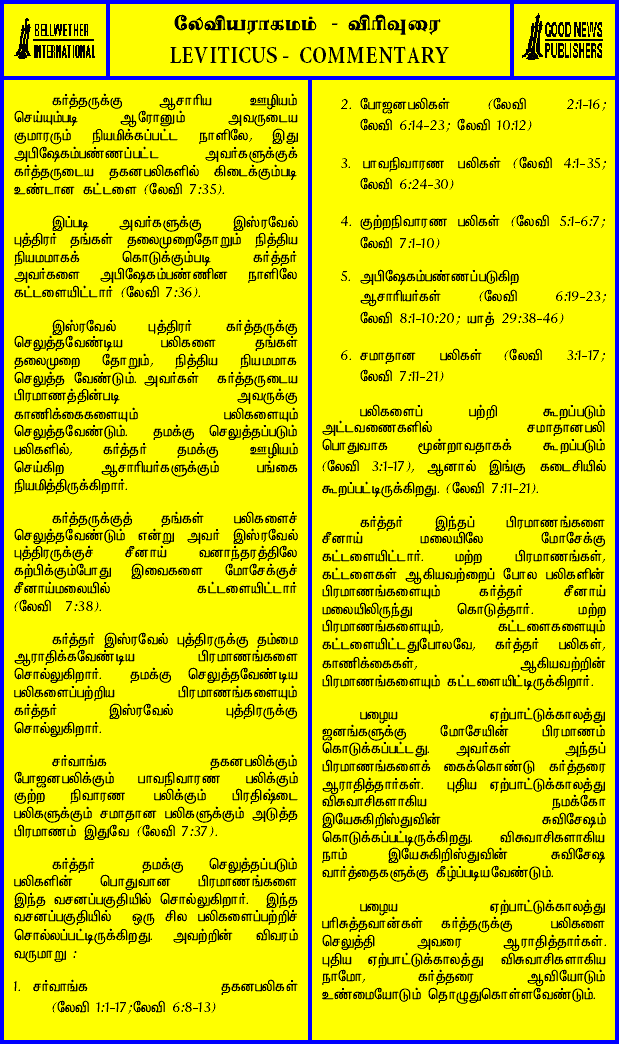 BELLWETHER
INTERNATIONAL
லேவியராகமம் - விரிவுரை
LEVITICUS - COMMENTARY
GOOD NEWS
PUBLISHERS
கர்த்தருக்கு ஆசாரிய ஊழியம்
செய்யும்படி ஆரோனும் அவருடைய
குமாரரும் நியமிக்கப்பட்ட நாளிலே, இது
அபிஷேகம்பண்ணப்பட்ட அவர்களுக்குக்
கர்த்தருடைய தகனபலிகளில் கிடைக்கும்படி
உண்டான கட்டளை (லேவி 7:35).
இப்படி அவர்களுக்கு இஸ்ரவேல்
புத்திரர் தங்கள் தலைமுறைதோறும் நித்திய
நியமமாகக் கொடுக்கும்படி கர்த்தர்
அவர்களை அபிஷேகம்பண்ணின நாளிலே
கட்டளையிட்டார் (லேவி 7:36).
இஸ்ரவேல் புத்திரர் கர்த்தருக்கு
செலுத்தவேண்டிய பலிகளை தங்கள்
தலைமுறை தோறும், நித்திய நியமமாக
செலுத்த வேண்டும். அவர்கள் கர்த்தருடைய
பிரமாணத்தின்படி அவருக்கு
காணிக்கைகளையும் பலிகளையும்
செலுத்தவேண்டும். தமக்கு செலுத்தப்படும்
பலிகளில், கர்த்தர் தமக்கு ஊழியம்
செய்கிற ஆசாரியர்களுக்கும் பங்கை
நியமித்திருக்கிறார்.
கர்த்தருக்குத் தங்கள் பலிகளைச்
செலுத்தவேண்டும் என்று அவர் இஸ்ரவேல்
புத்திரருக்குச் சீனாய் வனாந்தரத்திலே
கற்பிக்கும்போது இவைகளை மோசேக்குச்
சீனாய்மலையில் கட்டளையிட்டார்
(லேவி 7:38).
கர்த்தர் இஸ்ரவேல் புத்திரருக்கு தம்மை
ஆராதிக்கவேண்டிய பிரமாணங்களை
சொல்லுகிறார். தமக்கு செலுத்தவேண்டிய
பலிகளைப்பற்றிய பிரமாணங்களையும்
கர்த்தர் இஸ்ரவேல் புத்திரருக்கு
சொல்லுகிறார்.
சர்வாங்க தகனபலிக்கும்
போஜனபலிக்கும் பாவநிவாரண பலிக்கும்
குற்ற நிவாரண பலிக்கும் பிரதிஷ்டை
பலிகளுக்கும் சமாதான பலிகளுக்கும் அடுத்த
பிரமாணம் இதுவே (லேவி 7:37).
கர்த்தர் தமக்கு செலுத்தப்படும்
பலிகளின் பொதுவான பிரமாணங்களை
இந்த வசனப்பகுதியில் சொல்லுகிறார். இந்த
வசனப்பகுதியில் ஒரு சில பலிகளைப்பற்றிச்
சொல்லப்பட்டிருக்கிறது. அவற்றின் விவரம்
வருமாறு :
1. சர்வாங்க தகனபலிகள்
(லேவி 1:1-17;லேவி 6:8-13)
2. போஜனபலிகள் (லேவி 2:1-16;
லேவி 6:14-23; லேவி 10:12)
3. பாவநிவாரண பலிகள் (லேவி 4:1-35;
லேவி 6:24-30)
4. குற்றநிவாரண பலிகள் (லேவி 5:1-6:7;
லேவி 7:1-10)
5. அபிஷேகம்பண்ணப்படுகிற
ஆசாரியர்கள் (லேவி 6:19-23;
லேவி 8:1-10:20; யாத் 29:38-46)
6. சமாதான பலிகள் (லேவி 3:1-17;
லேவி 7:11-21)
பலிகளைப் பற்றி கூறப்படும்
அட்டவணைகளில் சமாதானபலி
பொதுவாக மூன்றாவதாகக் கூறப்படும்
(லேவி 3:1-17), ஆனால் இங்கு கடைசியில்
கூறப்பட்டிருக்கிறது. (லேவி 7:11-21).
கர்த்தர் இந்தப் பிரமாணங்களை
சீனாய் மலையிலே மோசேக்கு
கட்டளையிட்டார். மற்ற பிரமாணங்கள்,
கட்டளைகள் ஆகியவற்றைப் போல பலிகளின்
பிரமாணங்களையும் கர்த்தர் சீனாய்
மலையிலிருந்து கொடுத்தார். மற்ற
பிரமாணங்களையும், கட்டளைகளையும்
கட்டளையிட்டதுபோலவே, கர்த்தர் பலிகள்,
காணிக்கைகள், ஆகியவற்றின்
பிரமாணங்களையும் கட்டளையிட்டிருக்கிறார்.
பழைய ஏற்பாட்டுக்காலத்து
ஜனங்களுக்கு மோசேயின் பிரமாணம்
கொடுக்கப்பட்டது. அவர்கள் அந்தப்
பிரமாணங்களைக் கைக்கொண்டு கர்த்தரை
ஆராதித்தார்கள். புதிய ஏற்பாட்டுக்காலத்து
விசுவாசிகளாகிய நமக்கோ
இயேசுகிறிஸ்துவின் சுவிசேஷம்
கொடுக்கப்பட்டிருக்கிறது. விசுவாசிகளாகிய
நாம் இயேசுகிறிஸ்துவின் சுவிசேஷ
வார்த்தைகளுக்கு கீழ்ப்படியவேண்டும்.
பழைய ஏற்பாட்டுக்காலத்து
பரிசுத்தவான்கள் கர்த்தருக்கு பலிகளை
செலுத்தி அவரை ஆராதித்தார்கள்.
புதிய ஏற்பாட்டுக்காலத்து விசுவாசிகளாகிய
நாமோ, கர்த்தரை ஆவியோடும்
உண்மையோடும் தொழுதுகொள்ளவேண்டும்.